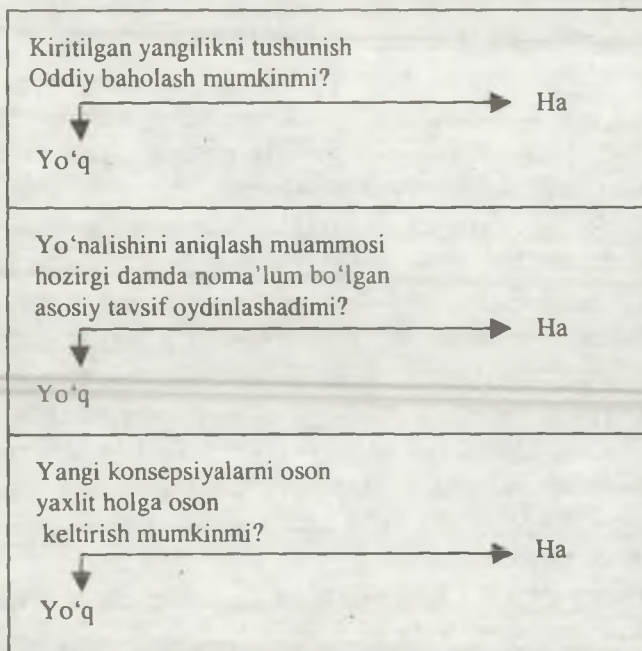 Kiritilgan yangilikni tushunish
Oddiy baholash mumkinmi?
Ha
Yo‘q
Yo‘nalishini aniqlash muammosi
hozirgi damda noma’lum bo‘lgan
asosiy tavsif oydinlashadimi?
Ha
Yo‘q
Yangi konsepsiyalarni oson
yaxlit holga oson
keltirish mumkinmi?
Ha
Yo‘q